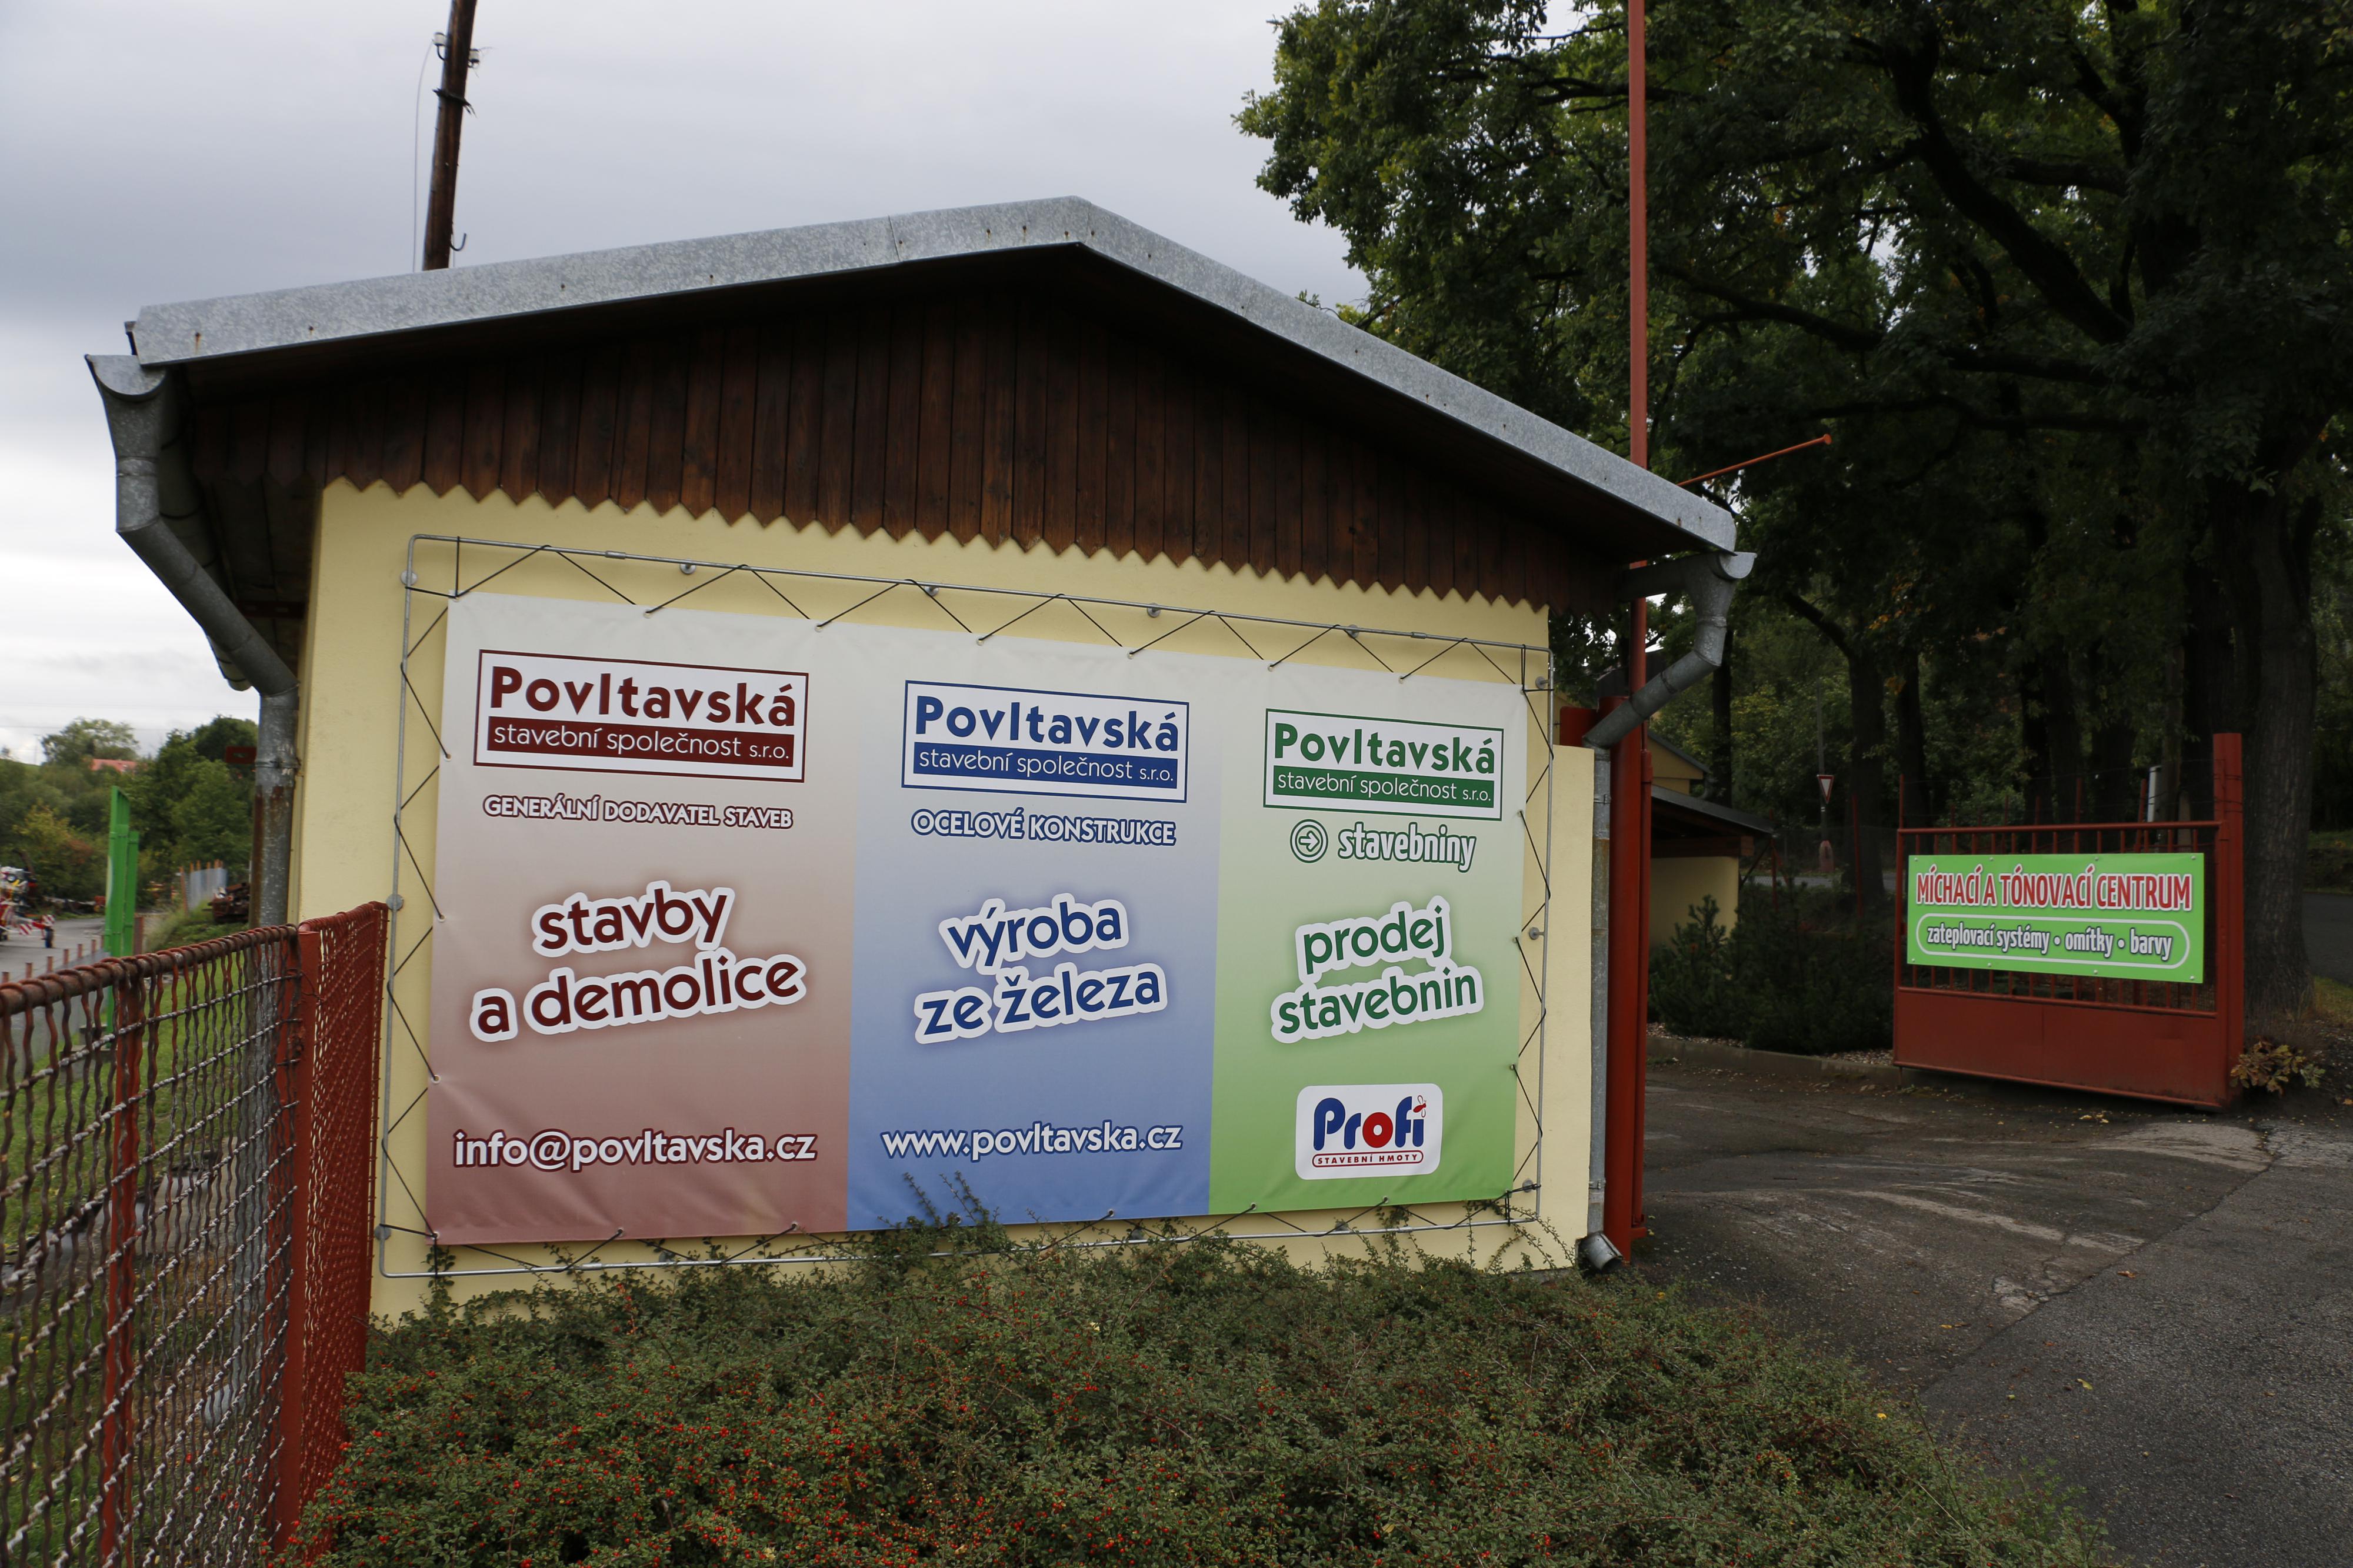 Povltavská
stavební společnost s.r.o.
GENERÁLNÍ DODAVATEL STAVEB
stavby
a demolice
info@povltavska.cz
Povltavská
stavební společnost s.r.o.
OCELOVÉ KONSTRUKCE
výroba
ze železa
www.povltavska.cz
Povltavská
stavební společnost s.r.o.
stavebniny
prodej
stavebnin
Profi
STAVEBNÍ HMOTY
MÍCHACÍ A TÓNOVACÍ CENTRUM
zateplovací systémy • omítky • barvy